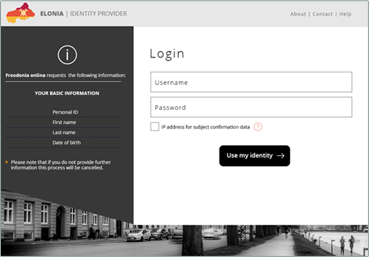 ELONIA | IDENTITY PROVIDER
About | Contact | Help
i
Freedonia online requests the following information:
YOUR BASIC INFORMATION
Personal ID
First name
Last name
Date of birth
Please note that if you do not provide further
information this process will be cancelled.
Login
Username
Password
IP address for subject confirmation data ?
Use my identity →